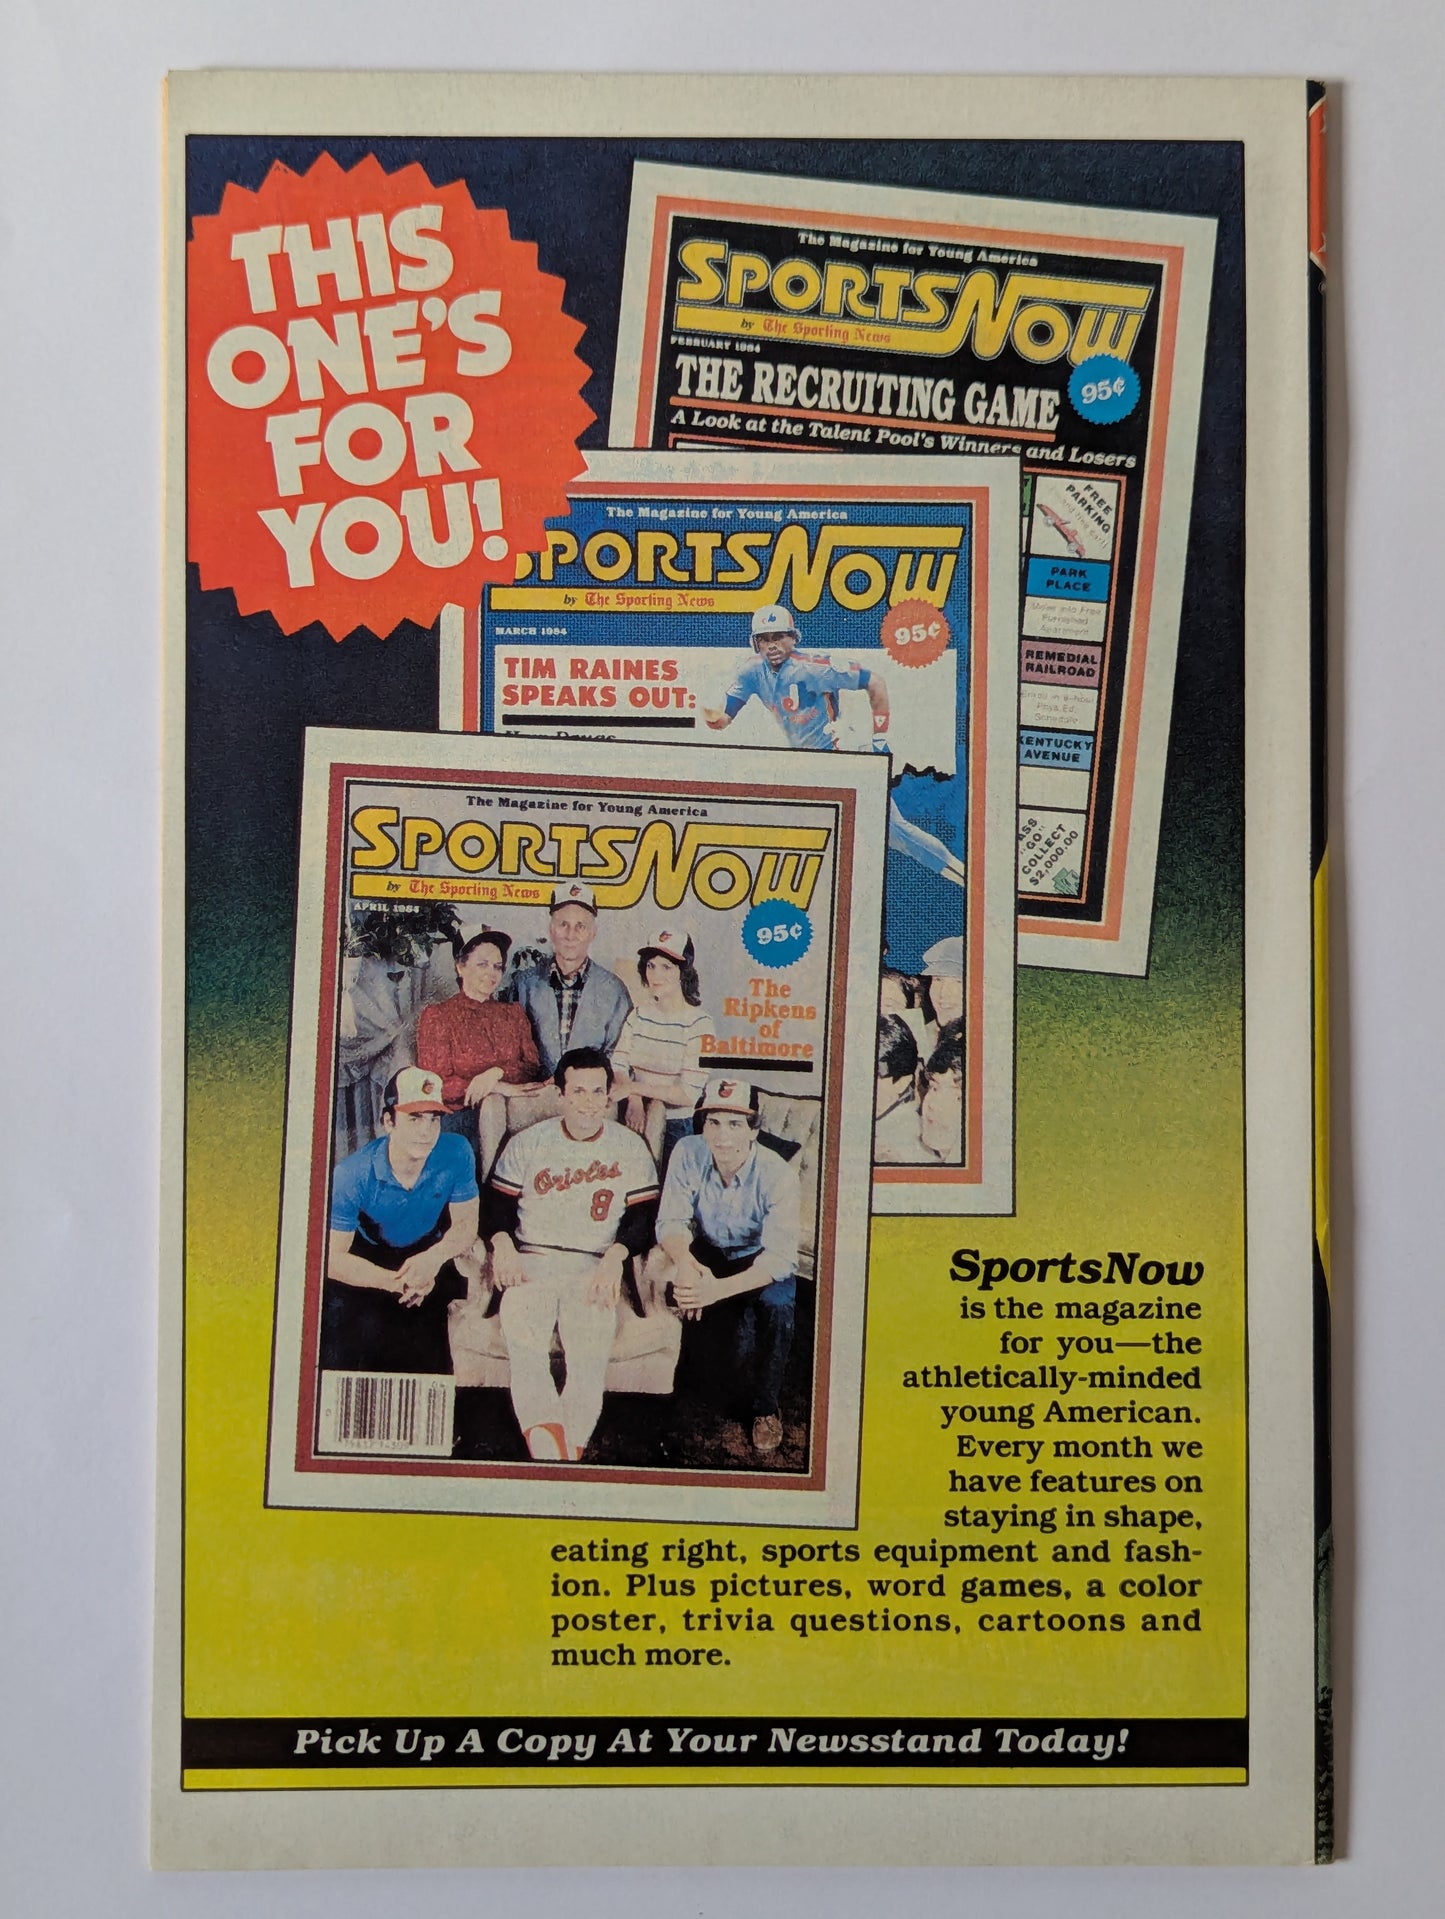 THIS
ONE'S
FOR
YOU!
The Magazine for Young America
SPORTSNOW
by The Sporting News
FEBRUARY 1984
95¢
THE RECRUITING GAME
A Look at the Talent Pool's Winners and Losers
FREE
PARKING
PARK
PLACE
REMEDIAL
RAILROAD
KENTUCKY
AVENUE
"GO"
COLLECT
$2,000.00
The Magazine for Young America
SPORTSNOW
by The Sporting News
MARCH 1984
95¢
TIM RAINES
SPEAKS OUT:
The Magazine for Young America
SPORTSNOW
by The Sporting News
APRIL 1984
95¢
The
Ripkens
of
Baltimore
Orioles
8
SportsNow
is the magazine
for you—the
athletically-minded
young American.
Every month we
have features on
staying in shape,
eating right, sports equipment and fash-
ion. Plus pictures, word games, a color
poster, trivia questions, cartoons and
much more.
Pick Up A Copy At Your Newsstand Today!